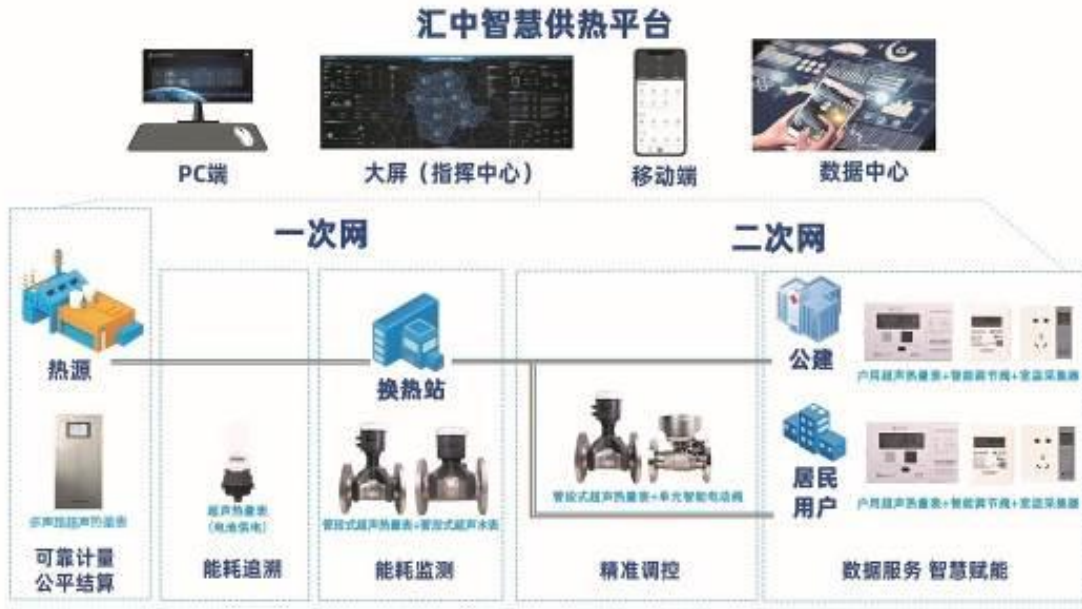 汇中智慧供热平台
PC端
大屏（指挥中心）
移动端
数据中心
一次网
二次网
热源
换热站
公建
户用超声热量表+智能调节阀+室温采集器
居民
用户
户用超声热量表+智能调节阀+室温采集器
多声路超声热量表
超声热量表
（电池供电）
管段式超声热量表+管段式超声水表
管段式超声热量表+单元智能电动阀
可靠计量
公平结算
能耗追溯
能耗监测
精准调控
数据服务 智慧赋能